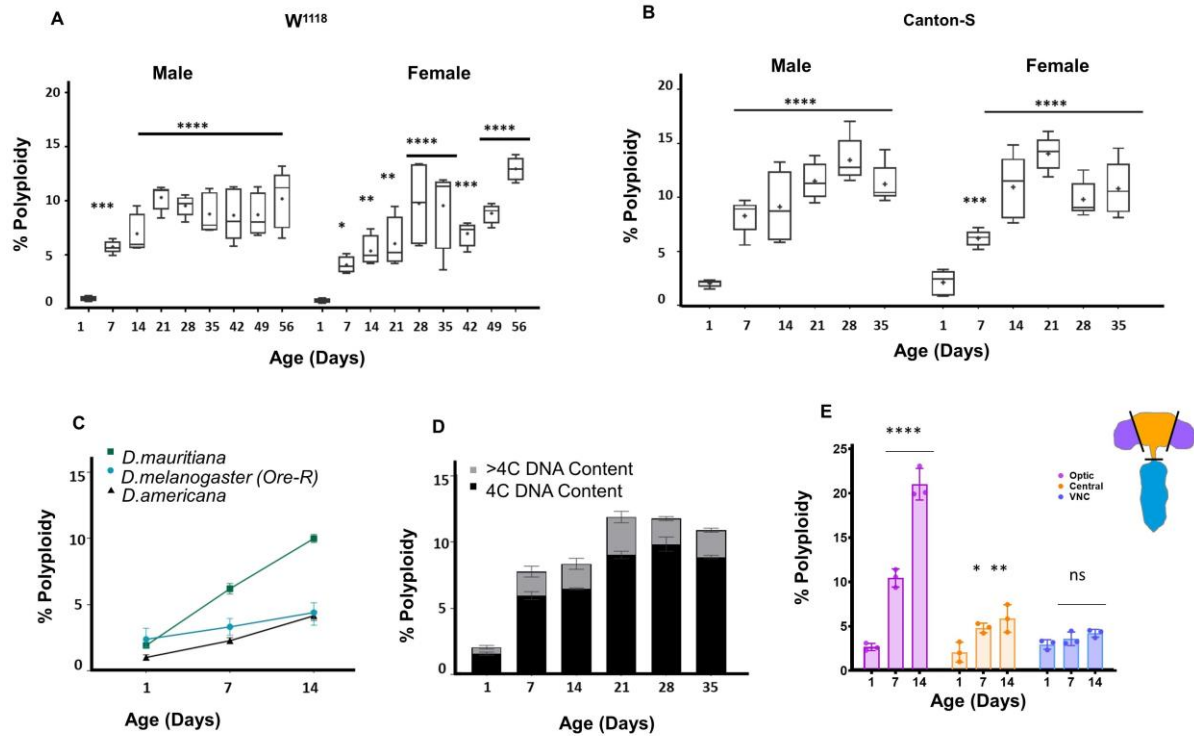 A
W¹¹¹⁸
Male
Female
% Polyploidy
20
15
10
5
0
***
****
*
**
**
****
***
****
1 7 14 21 28 35 42 49 56
1 7 14 21 28 35 42 49 56
Age (Days)
B
Canton-S
Male
Female
% Polyploidy
20
15
10
5
0
****
***
****
1 7 14 21 28 35
1 7 14 21 28 35
Age (Days)
C
D.mauritiana
D.melanogaster (Ore-R)
D.americana
% Polyploidy
15
10
5
0
1 7 14
Age (Days)
D
>4C DNA Content
4C DNA Content
% Polyploidy
15
10
5
0
1 7 14 21 28 35
Age (Days)
E
Optic
Central
VNC
% Polyploidy
25
20
15
10
5
0
****
* **
ns
1 7 14 1 7 14 1 7 14
Age (Days)